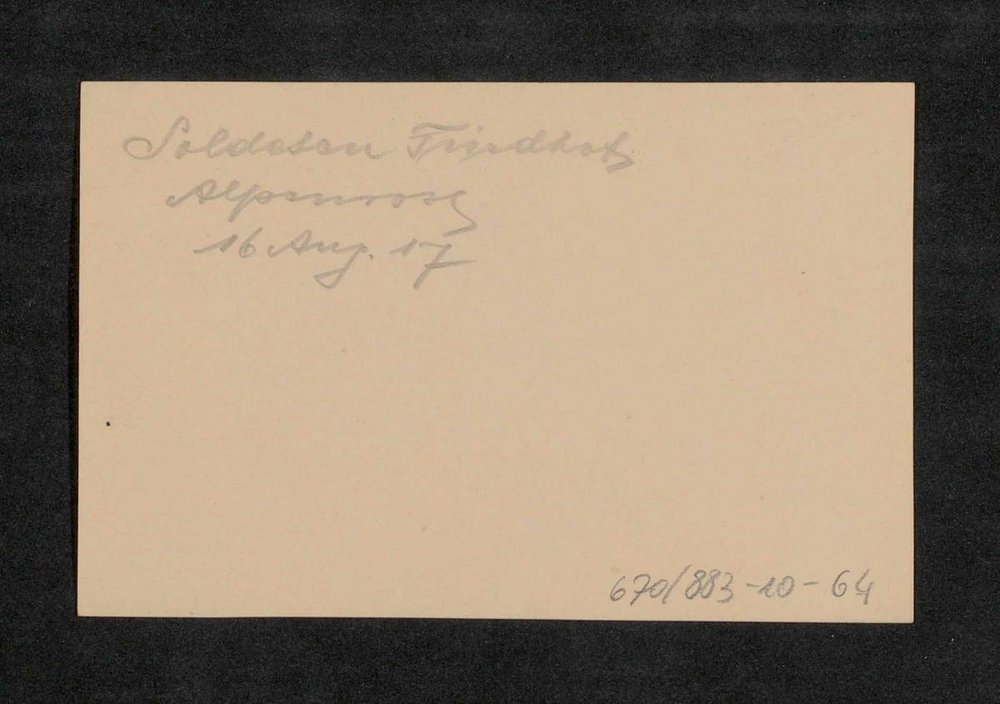 Soldaten Friedhof
Alpenrose
16 Aug. 17
670/883-10-64